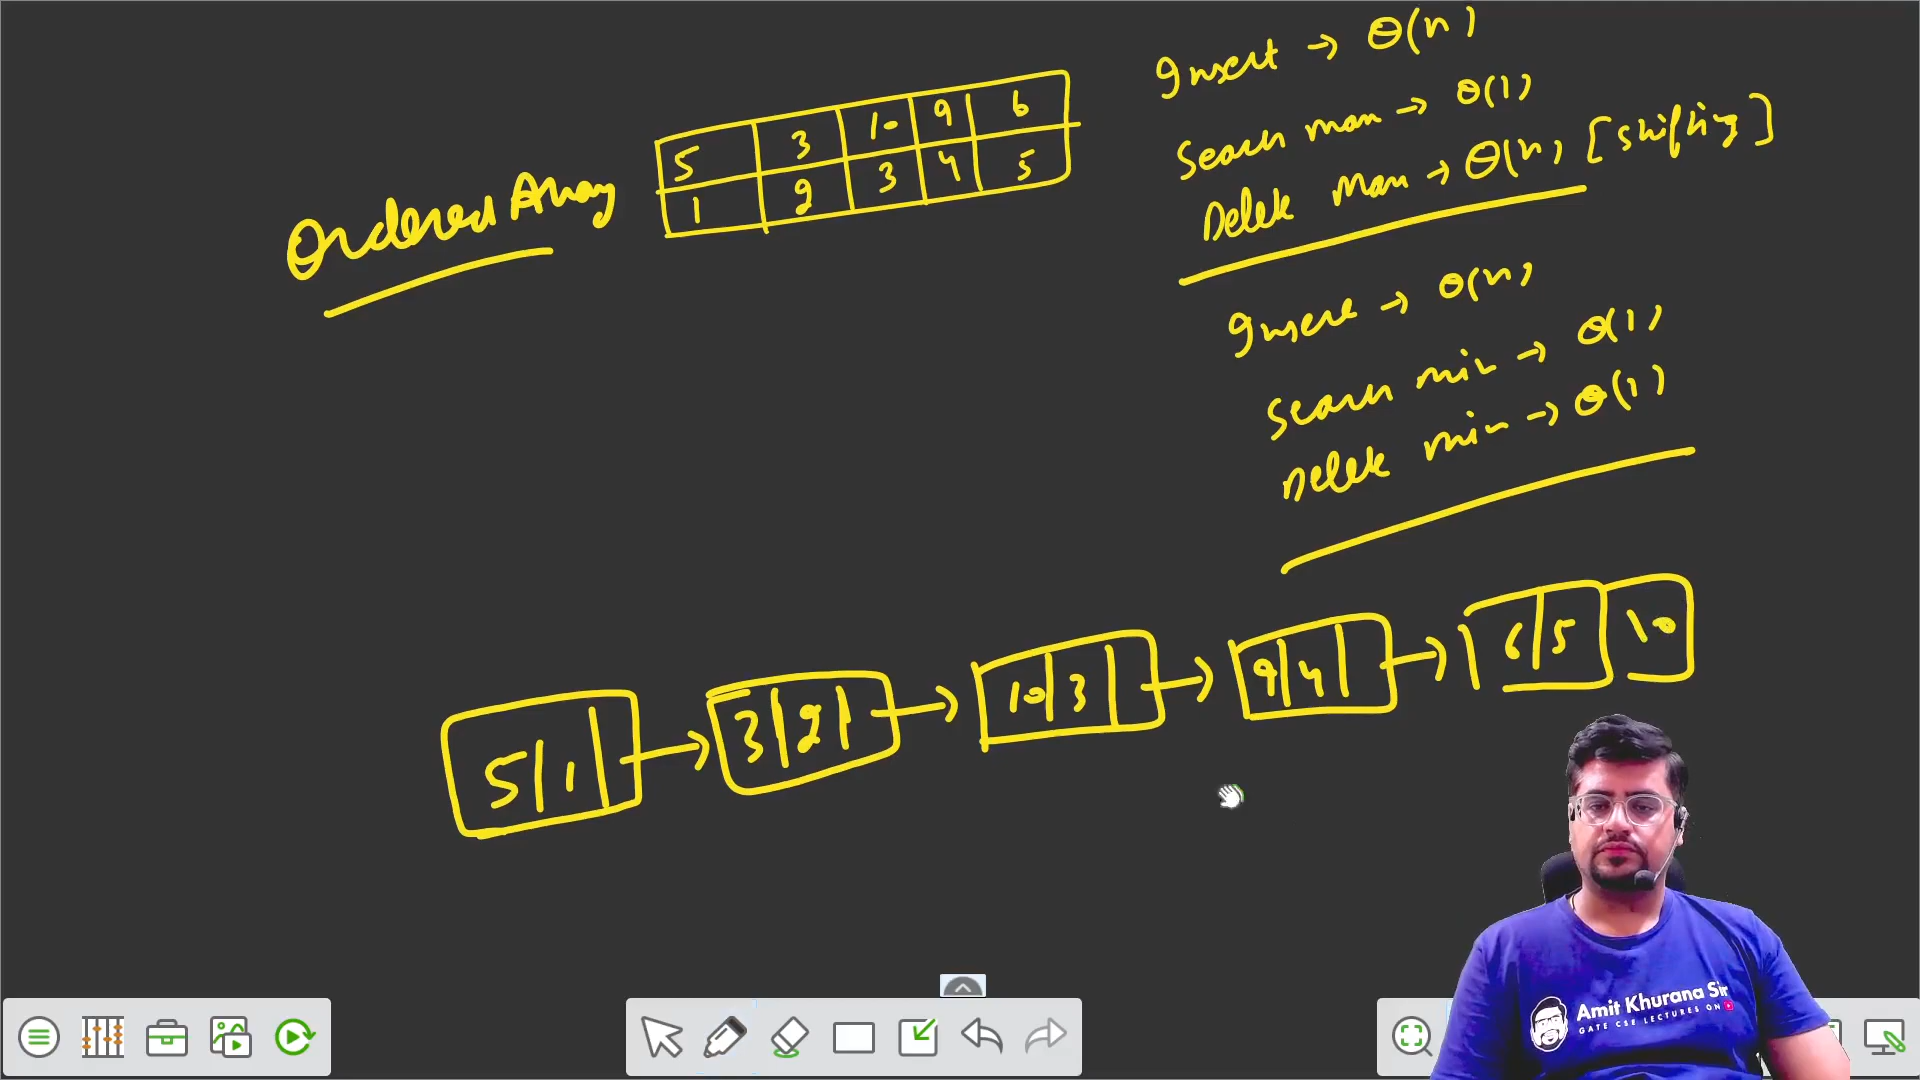 Insert → Θ(n)
Search max → Θ(1)
Delete max → Θ(n) [shifting]
5 3 10 9 6
1 2 3 4 5
Ordered Array
Insert → Θ(n)
Search min → Θ(1)
Delete min → Θ(1)
5|1| → 3|2| → 10|3| → 9|4| → 6|5|\0
Amit Khurana Sir
GATE CSE LECTURES ON